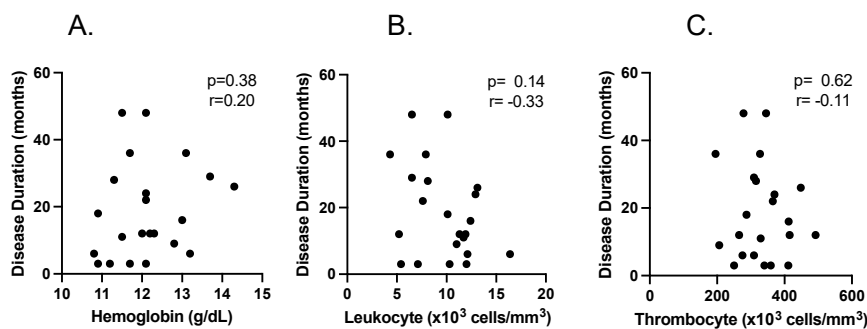 A.
p=0.38
r=0.20
Disease Duration (months)
60
40
20
0
10 11 12 13 14 15
Hemoglobin (g/dL)
B.
p= 0.14
r= -0.33
Disease Duration (months)
60
40
20
0
0 5 10 15 20
Leukocyte (x10³ cells/mm³)
C.
p= 0.62
r= -0.11
Disease Duration (months)
60
40
20
0
0 200 400 600
Thrombocyte (x10³ cells/mm³)